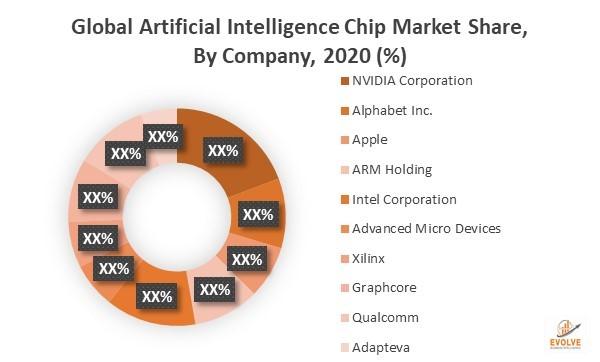 Global Artificial Intelligence Chip Market Share,
By Company, 2020 (%)
NVIDIA Corporation
Alphabet Inc.
Apple
ARM Holding
Intel Corporation
Advanced Micro Devices
Xilinx
Graphcore
Qualcomm
Adapteva
XX%
XX%
XX%
XX%
XX%
XX%
XX%
XX%
XX%
XX%
EVOLVE